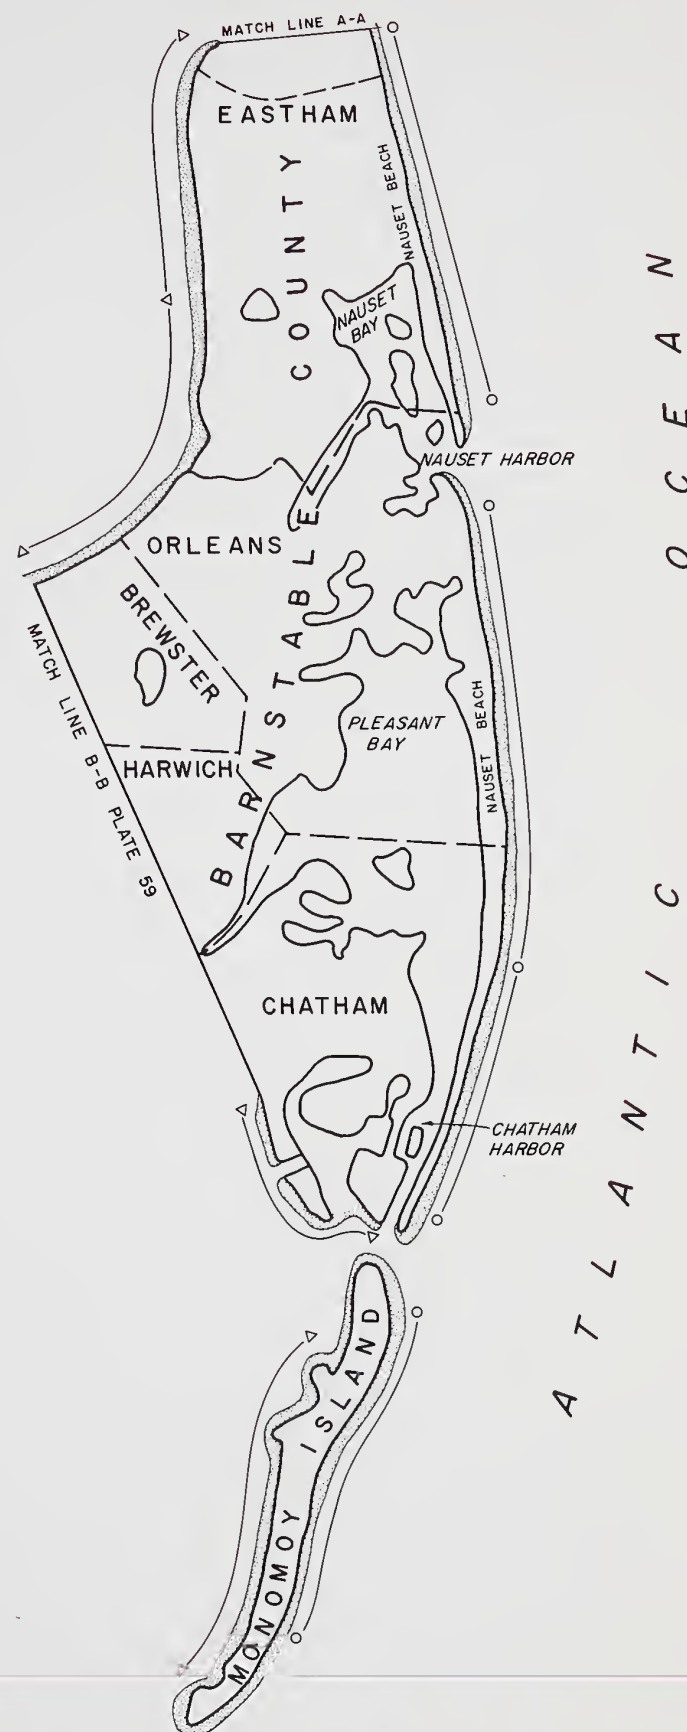 MATCH LINE A-A
EASTHAM
NAUSET BEACH
BARNSTABLE COUNTY
NAUSET
BAY
NAUSET HARBOR
ORLEANS
BREWSTER
MATCH LINE B-B PLATE 59
HARWICH
PLEASANT
BAY
NAUSET BEACH
ATLANTIC OCEAN
CHATHAM
CHATHAM
HARBOR
MONOMOY ISLAND